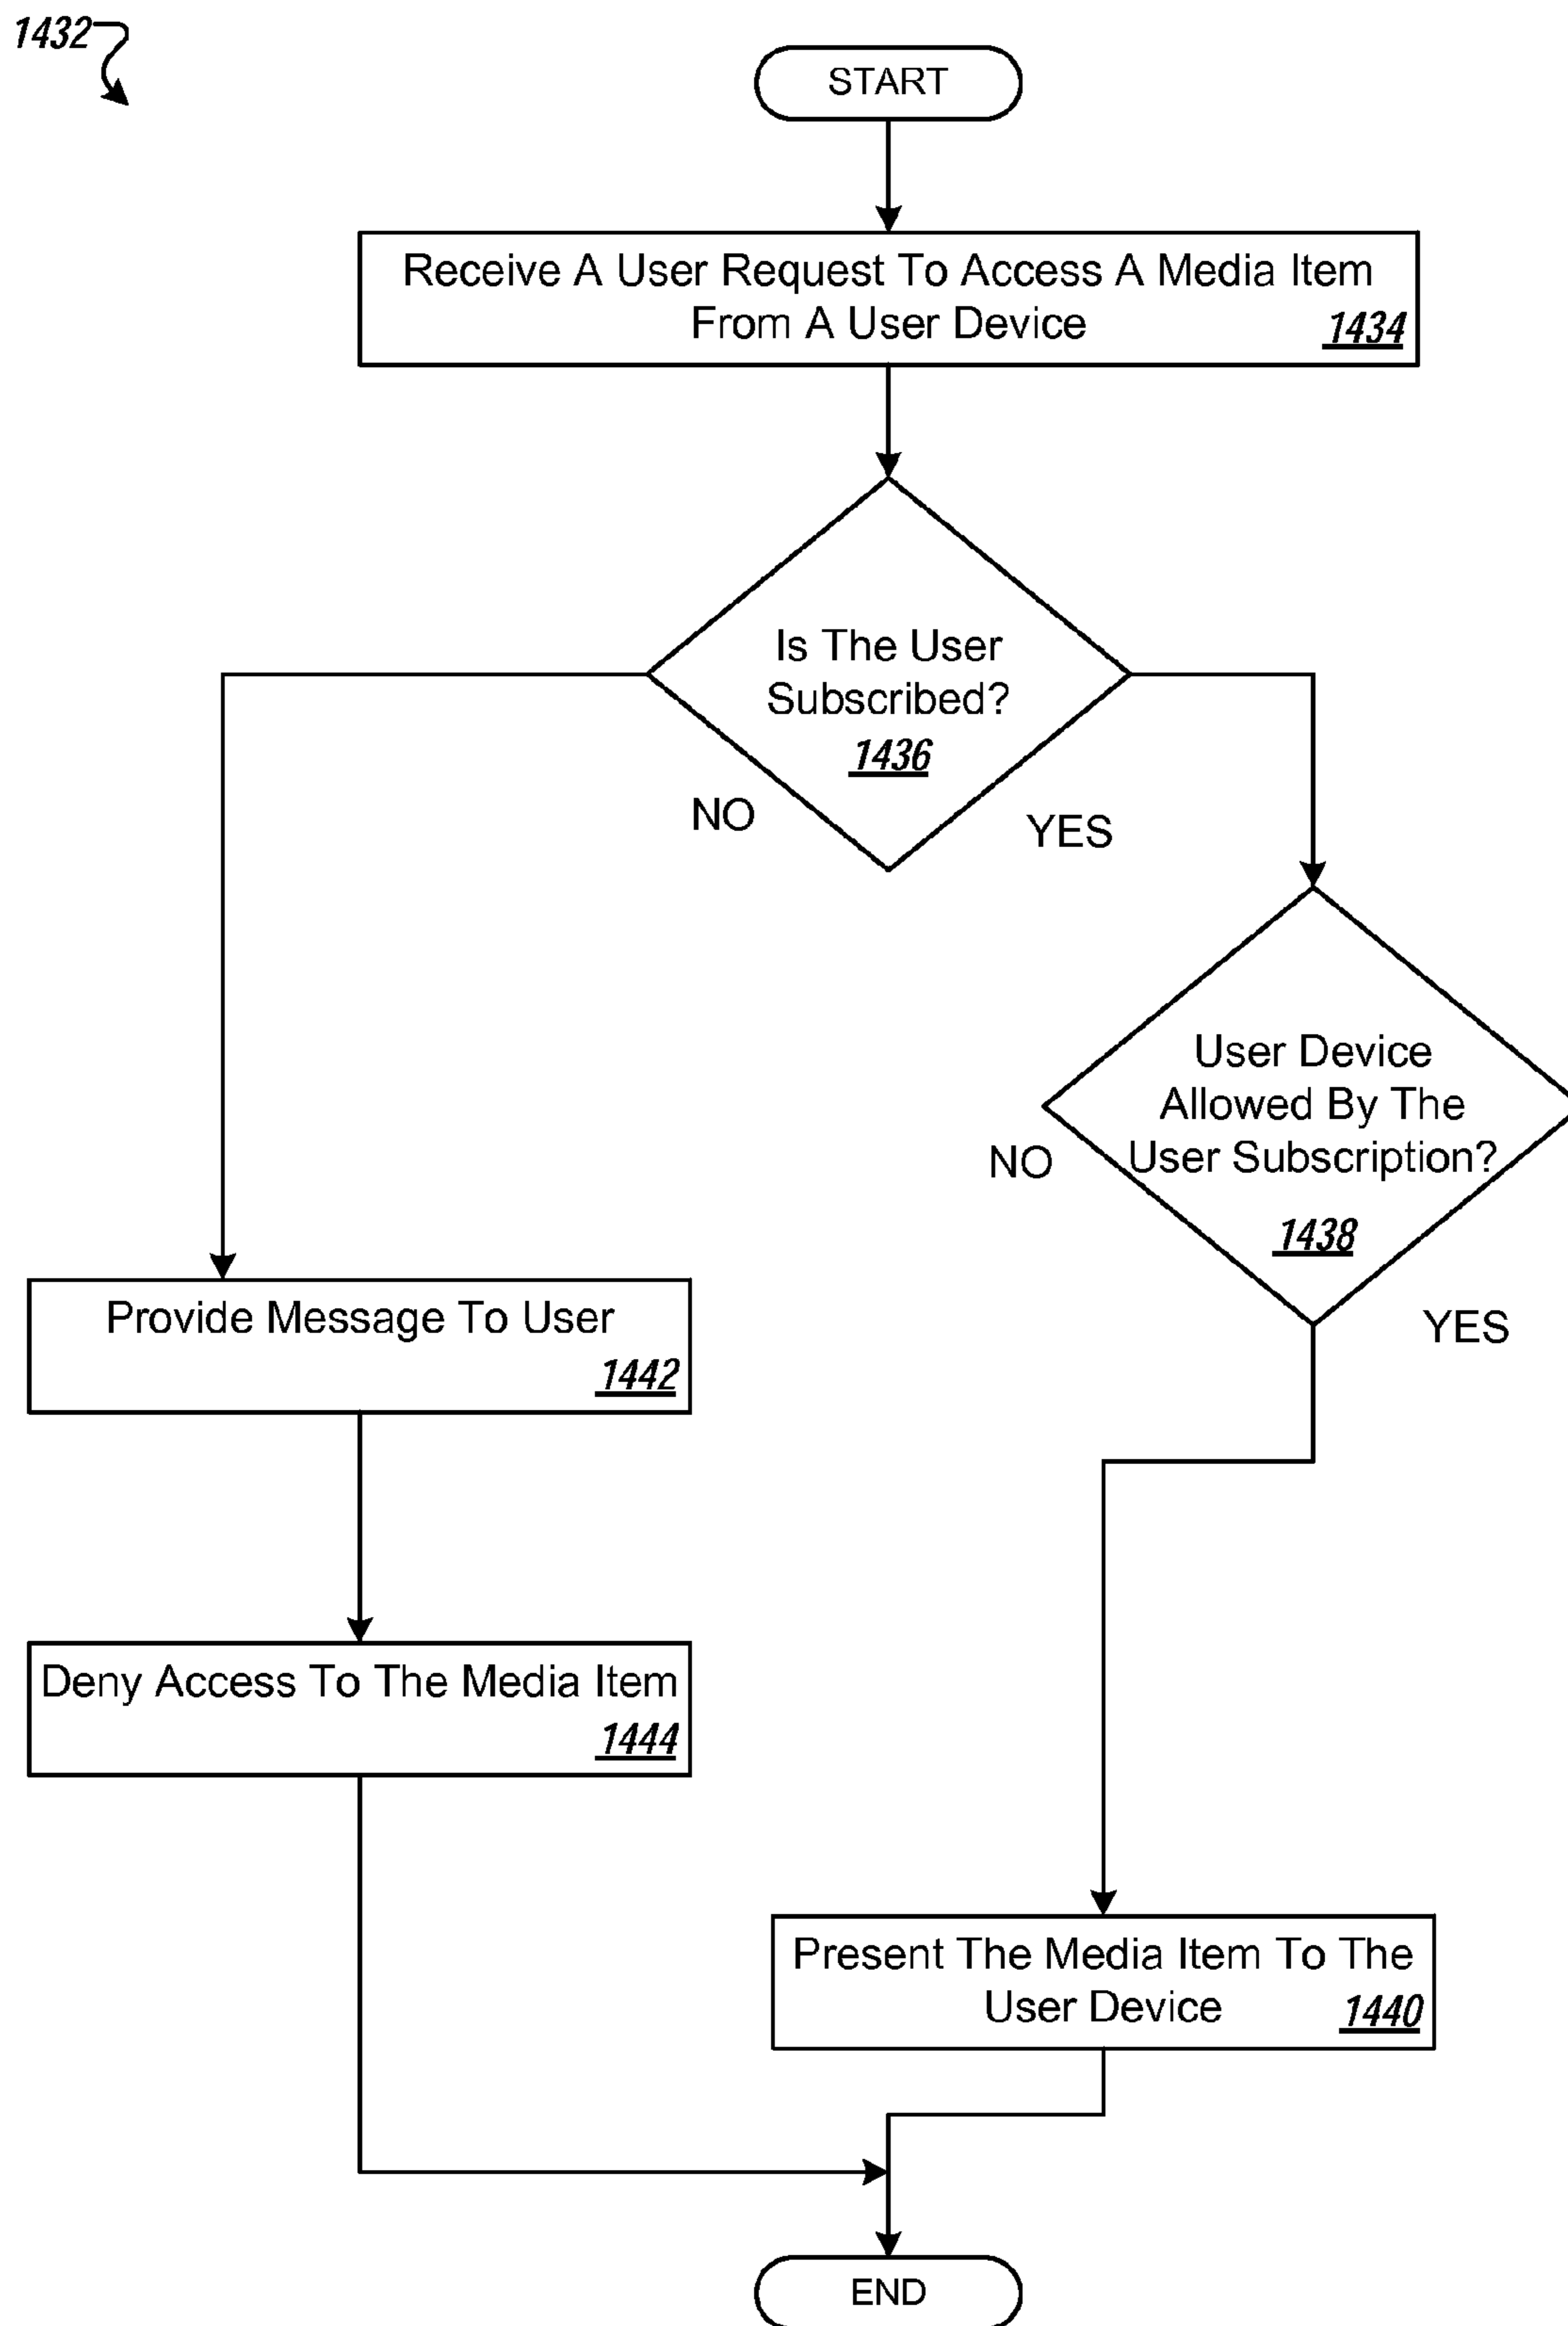 1432
START
Receive A User Request To Access A Media Item
From A User Device
1434
Is The User
Subscribed?
1436
NO
YES
User Device
Allowed By The
User Subscription?
1438
NO
YES
Provide Message To User
1442
Deny Access To The Media Item
1444
Present The Media Item To The
User Device
1440
END